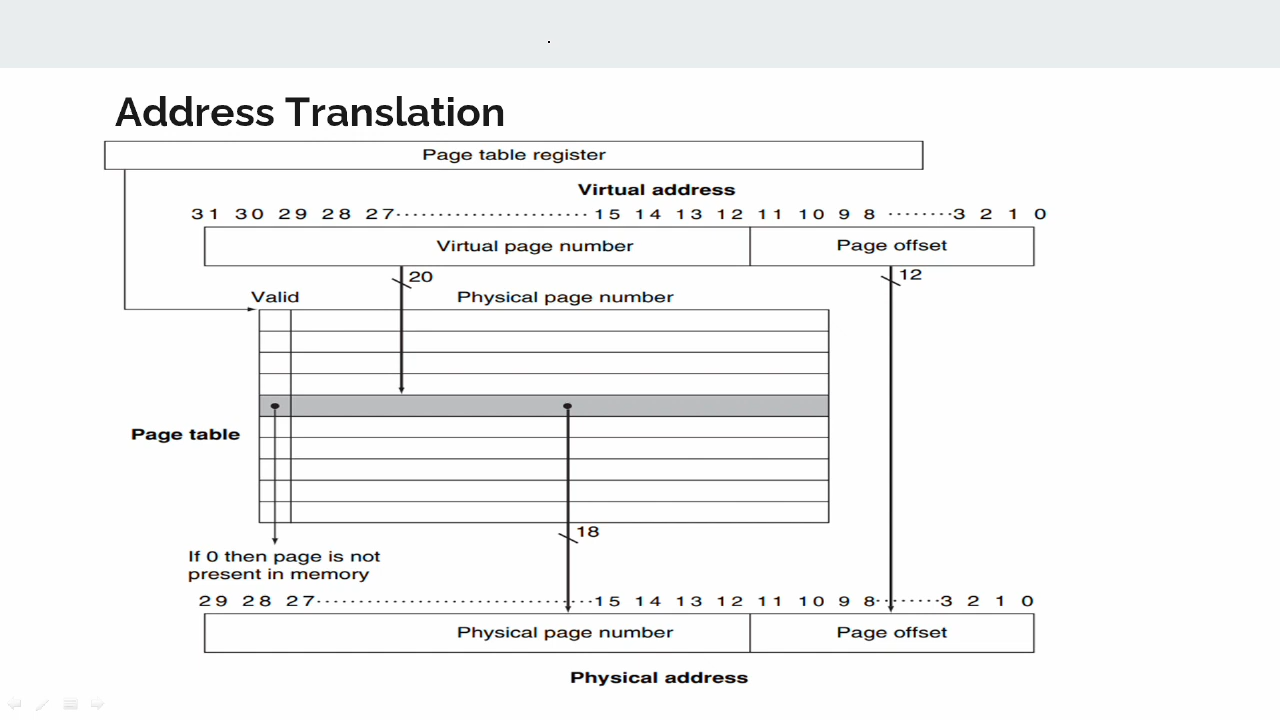 Address Translation
Page table register
Virtual address
31 30 29 28 27·····························15 14 13 12 11 10 9 8 ········3 2 1 0
Virtual page number Page offset
20 12
Valid Physical page number
Page table
18
If 0 then page is not
present in memory
29 28 27··········································15 14 13 12 11 10 9 8········3 2 1 0
Physical page number Page offset
Physical address